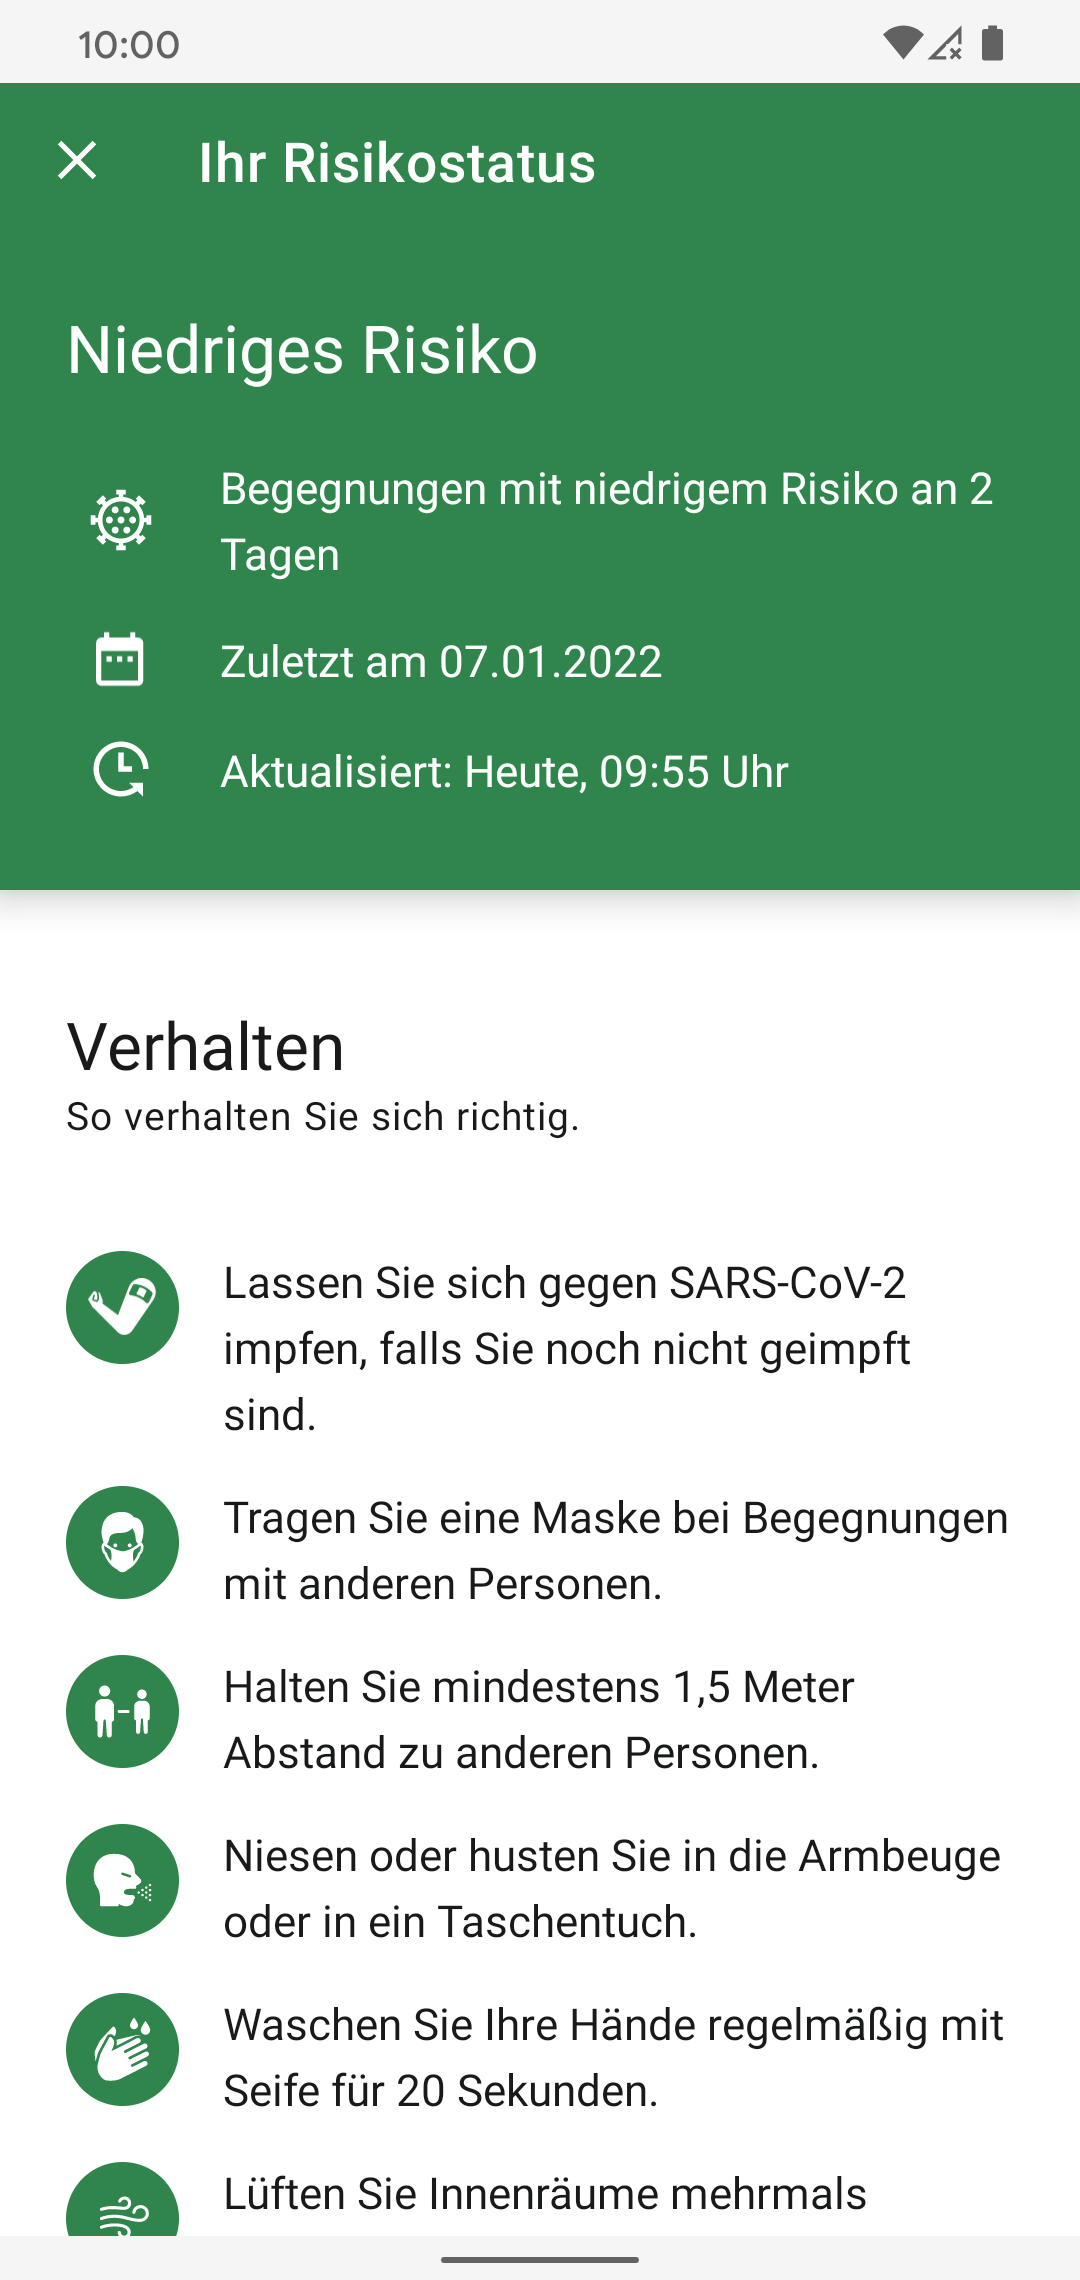 10:00
Ihr Risikostatus
Niedriges Risiko
Begegnungen mit niedrigem Risiko an 2
Tagen
Zuletzt am 07.01.2022
Aktualisiert: Heute, 09:55 Uhr
Verhalten
So verhalten Sie sich richtig.
Lassen Sie sich gegen SARS-CoV-2
impfen, falls Sie noch nicht geimpft
sind.
Tragen Sie eine Maske bei Begegnungen
mit anderen Personen.
Halten Sie mindestens 1,5 Meter
Abstand zu anderen Personen.
Niesen oder husten Sie in die Armbeuge
oder in ein Taschentuch.
Waschen Sie Ihre Hände regelmäßig mit
Seife für 20 Sekunden.
Lüften Sie Innenräume mehrmals